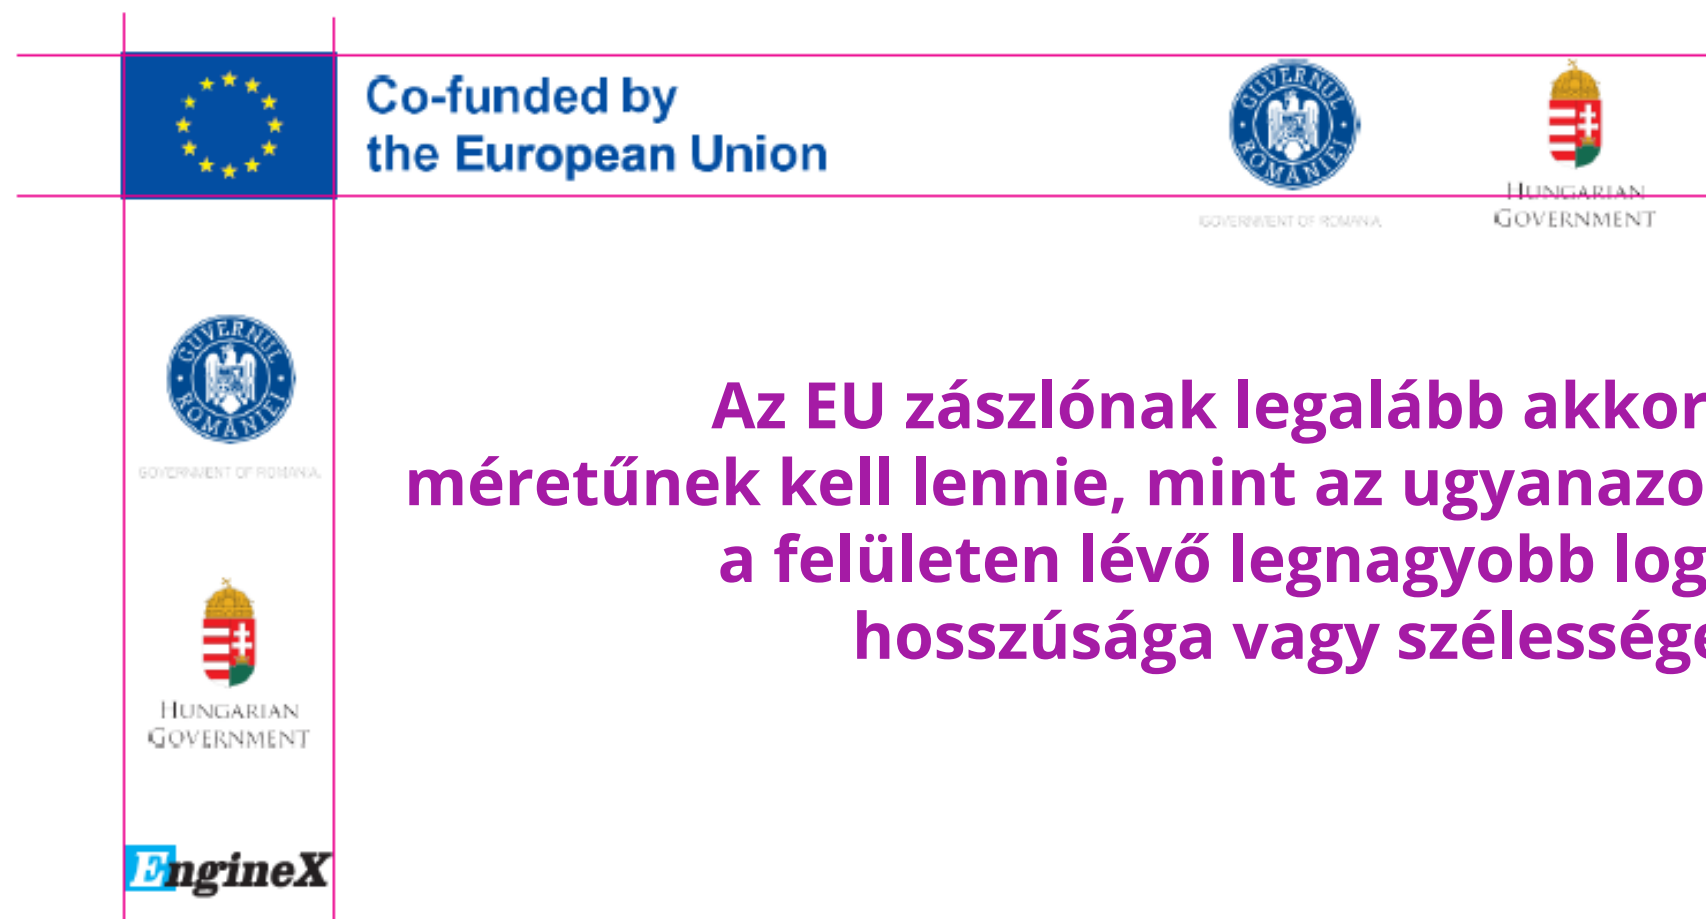 Co-funded by
the European Union
GUVERNUL ROMÂNIEI
GOVERNMENT OF ROMANIA
HUNGARIAN
GOVERNMENT
GUVERNUL ROMÂNIEI
GOVERNMENT OF ROMANIA
Az EU zászlónak legalább akkor
méretűnek kell lennie, mint az ugyanazo
a felületen lévő legnagyobb log
hosszúsága vagy szélessége
HUNGARIAN
GOVERNMENT
EngineX